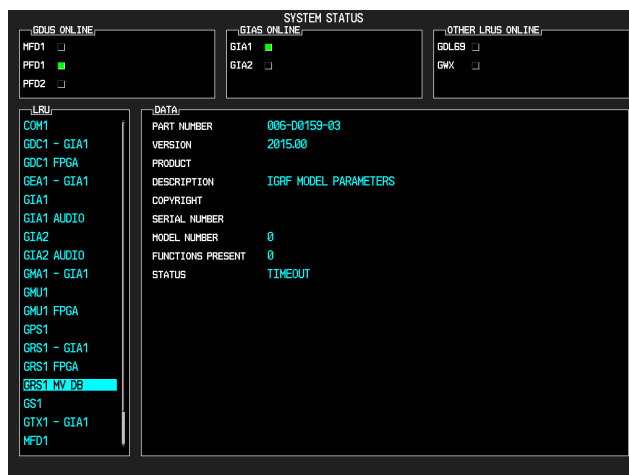 SYSTEM STATUS
GDUS ONLINE
MFD1
PFD1
PFD2
GIAS ONLINE
GIA1
GIA2
OTHER LRUS ONLINE
GDL69
GWX
LRU
COM1
GDC1 - GIA1
GDC1 FPGA
GEA1 - GIA1
GIA1
GIA1 AUDIO
GIA2
GIA2 AUDIO
GMA1 - GIA1
GMU1
GMU1 FPGA
GPS1
GRS1 - GIA1
GRS1 FPGA
GRS1 MV DB
GS1
GTX1 - GIA1
MFD1
DATA
PART NUMBER 006-D0159-03
VERSION 2015.00
PRODUCT
DESCRIPTION IGRF MODEL PARAMETERS
COPYRIGHT
SERIAL NUMBER
MODEL NUMBER 0
FUNCTIONS PRESENT 0
STATUS TIMEOUT